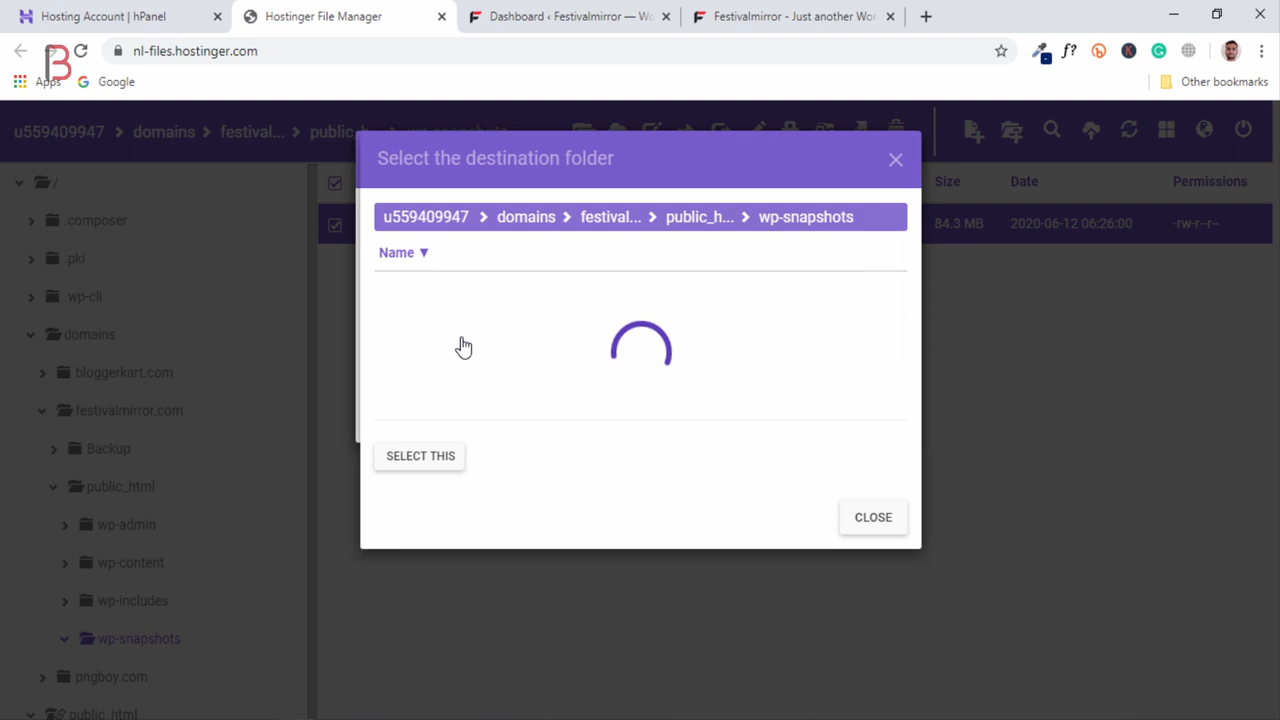 Hosting Account | hPanel
Hostinger File Manager
Dashboard ‹ Festivalmirror — Wo
Festivalmirror - Just another Wor
nl-files.hostinger.com
f?
Apps
Google
Other bookmarks
u559409947 domains festival... public_h... wp-snapshots
Select the destination folder
Size Date Permissions
u559409947 domains festival... public_h... wp-snapshots
84.3 MB 2020-06-12 06:26:00 -rw-r--r--
Name ▼
SELECT THIS
CLOSE
/
.composer
.pki
.wp-cli
domains
bloggerkart.com
festivalmirror.com
Backup
public_html
wp-admin
wp-content
wp-includes
wp-snapshots
pngboy.com
public_html